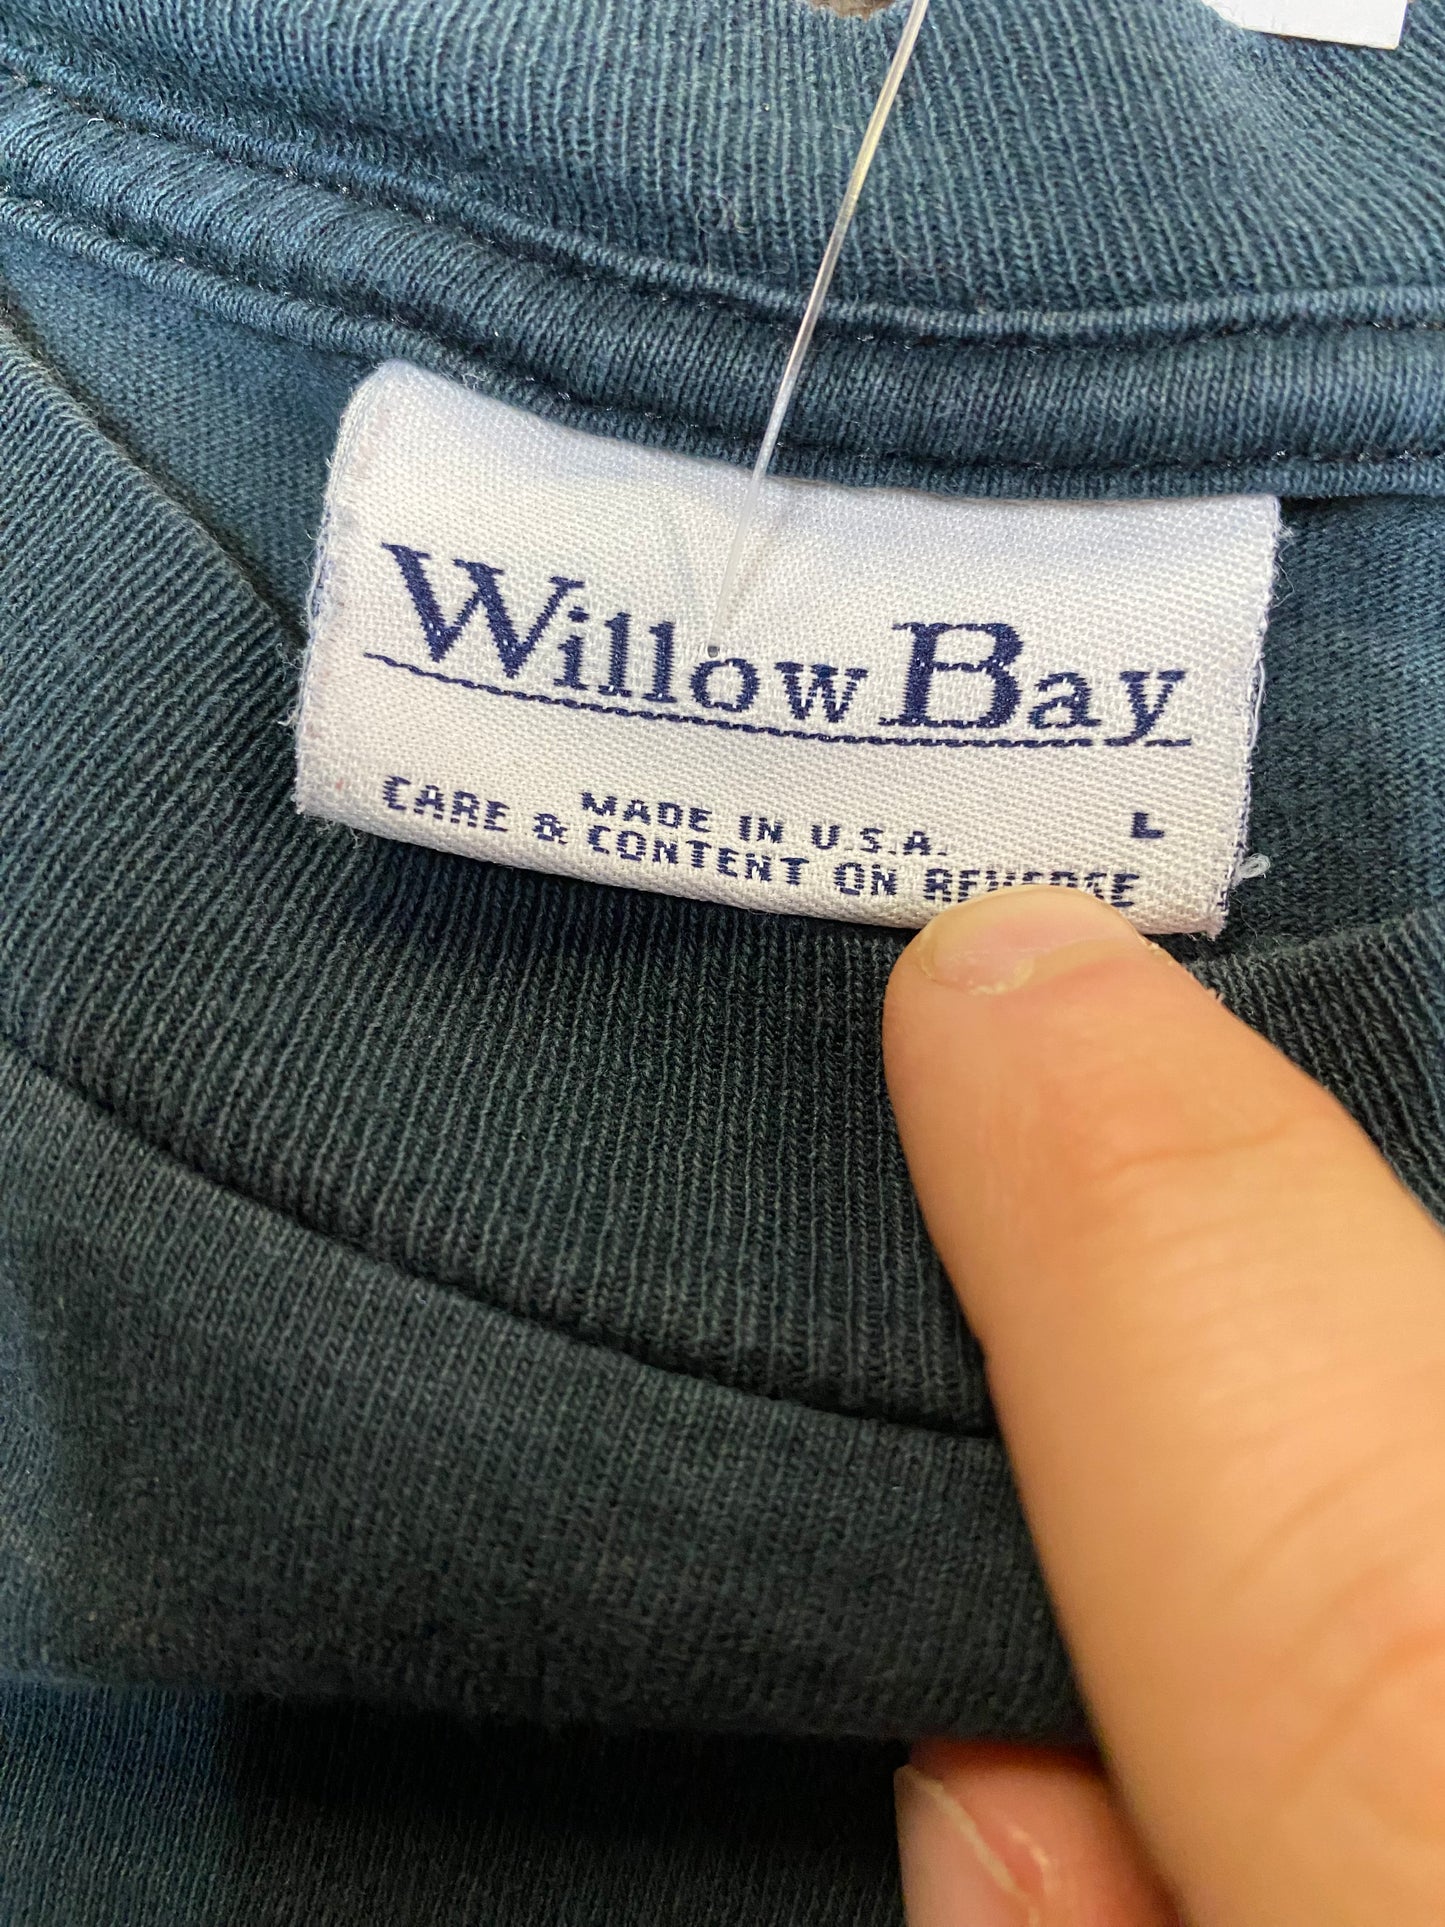 Willow Bay
MADE IN U.S.A. L
CARE & CONTENT ON REVERSE